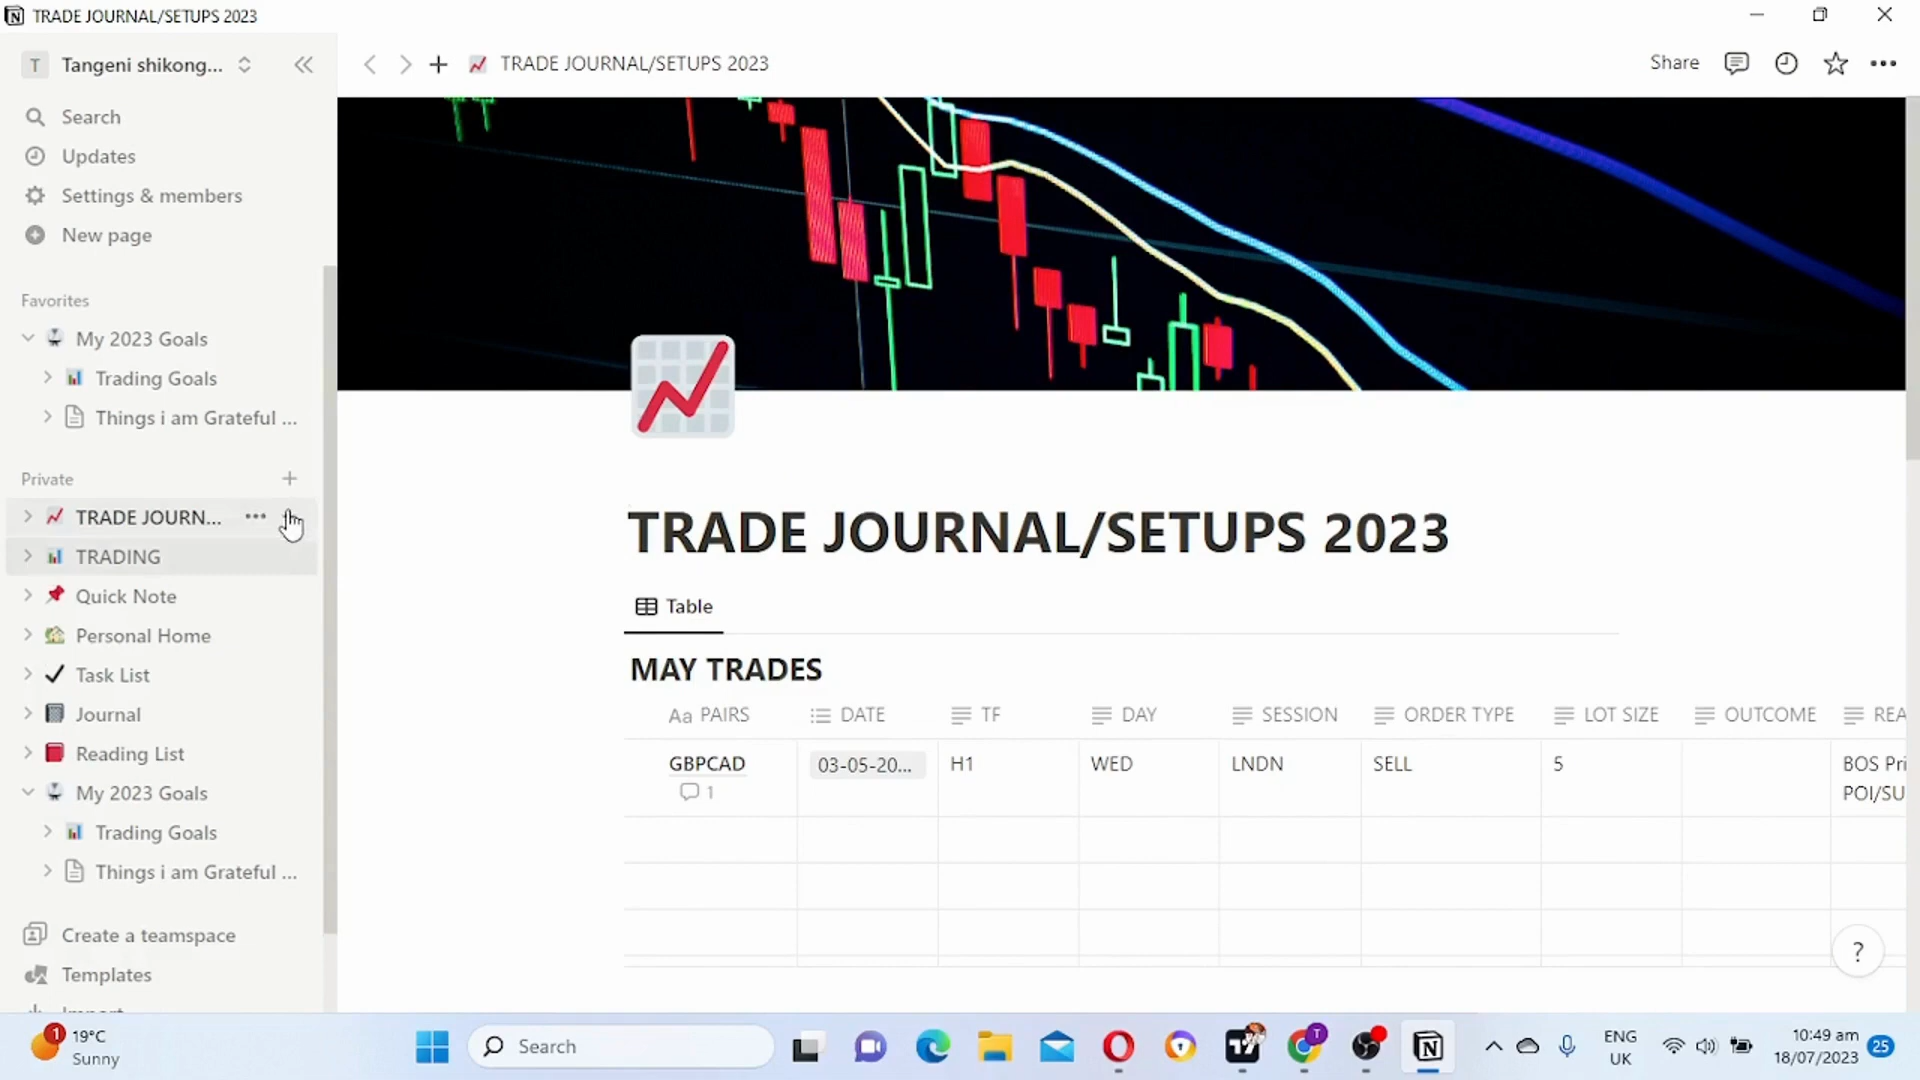 TRADE JOURNAL/SETUPS 2023
T Tangeni shikong...
TRADE JOURNAL/SETUPS 2023
Share
Search
Updates
Settings & members
New page
Favorites
My 2023 Goals
Trading Goals
Things i am Grateful ...
Private
TRADE JOURN...
TRADING
Quick Note
Personal Home
Task List
Journal
Reading List
My 2023 Goals
Trading Goals
Things i am Grateful ...
Create a teamspace
Templates
TRADE JOURNAL/SETUPS 2023
Table
MAY TRADES
Aa PAIRS DATE TF DAY SESSION ORDER TYPE LOT SIZE OUTCOME REA
GBPCAD 03-05-20... H1 WED LNDN SELL 5 BOS Pri
1 POI/SU
?
1 19°C
Sunny
Search
T
ENG
UK
10:49 am
18/07/2023
25